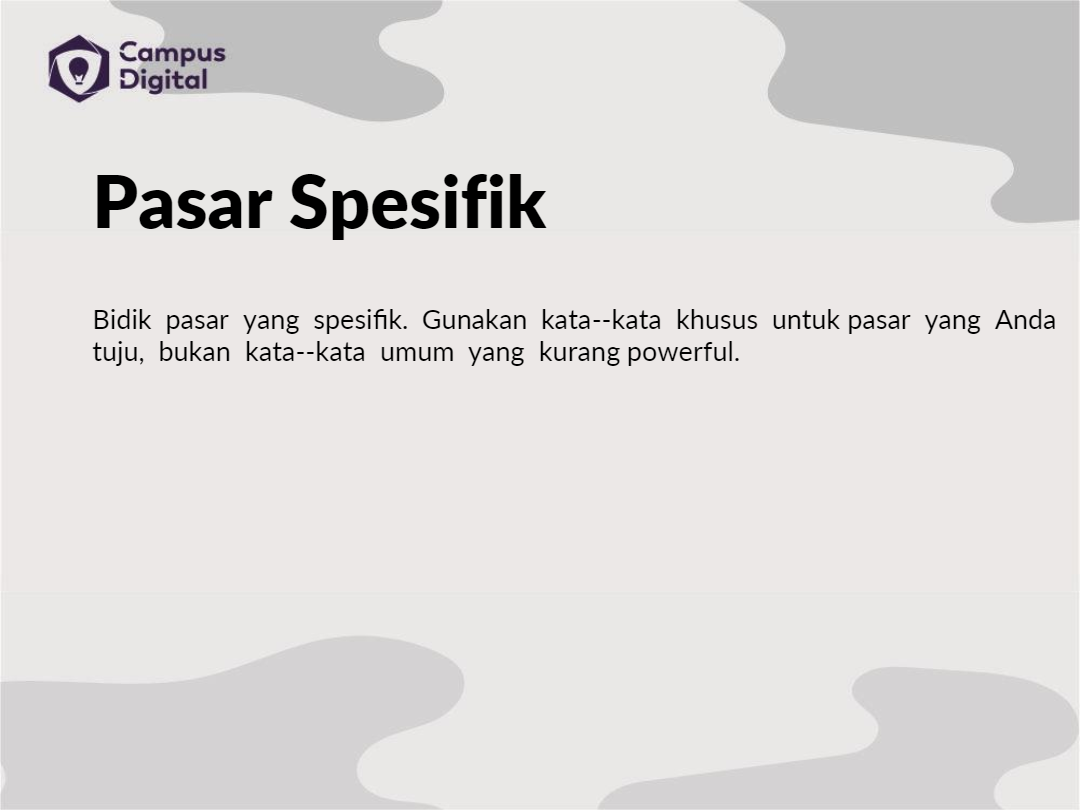 Campus
Digital
Pasar Spesifik
Bidik pasar yang spesifik. Gunakan kata--kata khusus untuk pasar yang Anda
tuju, bukan kata--kata umum yang kurang powerful.